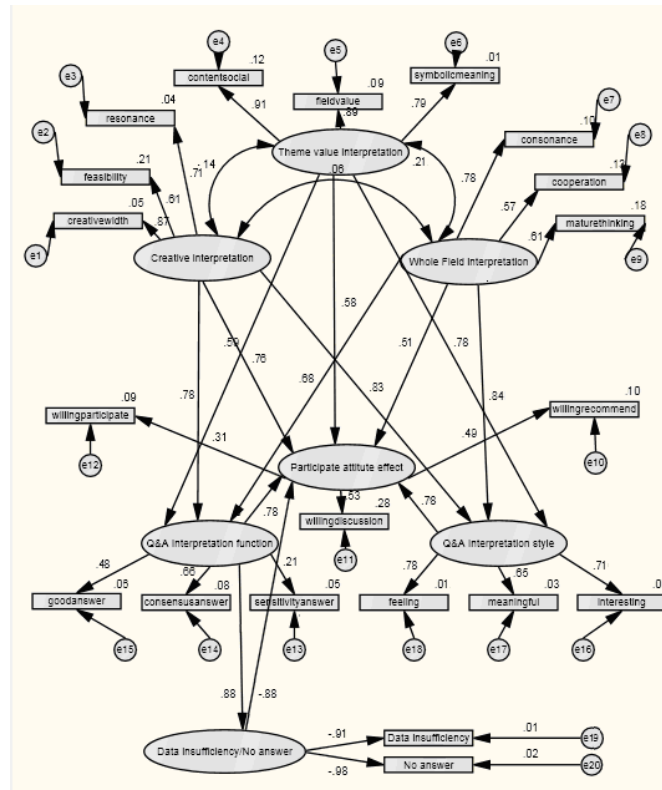 e4
.12
e5
e6
.01
contentsocial
.09
symbolicmeaning
e3
.04
.91
fieldvalue
.79
e7
resonance
.89
.10
e2
Theme value interpretation
consonance
e8
.21
.71
.14
.06
.21
.78
.13
feasibility
.61
cooperation
.05
.57
.18
creativewidth
.87
maturethinking
e1
.61
Creative interpretation
Whole Field interpretation
e9
.58
.59
.76
.51
.78
.68
.83
.78
.84
.09
.10
willingparticipate
willingrecommend
.31
.49
e12
Participate attitute effect
e10
.53
.28
.78
.78
willingdiscussion
Q&A interpretation function
.21
e11
Q&A interpretation style
.48
.66
.78
.65
.71
.06
.08
.05
.01
.03
goodanswer
consensusanswer
sensitivityanswer
feeling
meaningful
interesting
e15
e14
e13
e18
e17
e16
.88
-.88
-.91
.01
Data Insufficiency/No answer
Data Insufficiency
e19
-.98
.02
No answer
e20